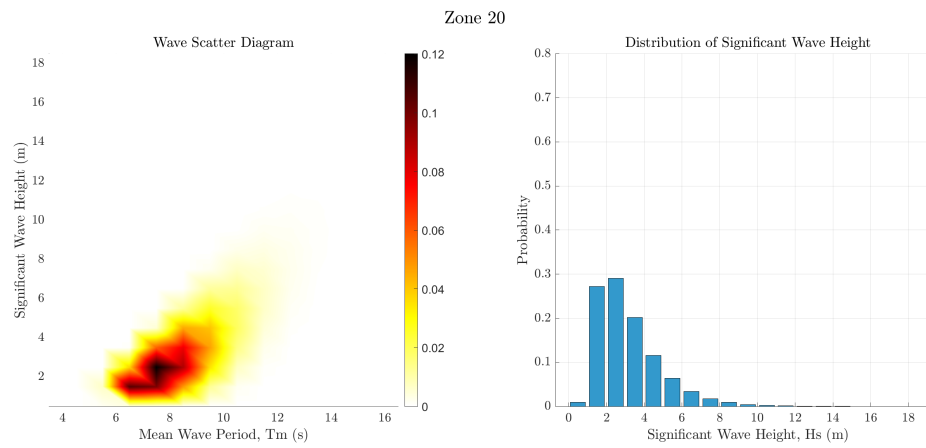 Zone 20
Wave Scatter Diagram
Significant Wave Height (m)
18
16
14
12
10
8
6
4
2
4 6 8 10 12 14 16
Mean Wave Period, Tm (s)
0.12
0.1
0.08
0.06
0.04
0.02
0
Distribution of Significant Wave Height
Probability
0.8
0.7
0.6
0.5
0.4
0.3
0.2
0.1
0
0 2 4 6 8 10 12 14 16 18
Significant Wave Height, Hs (m)